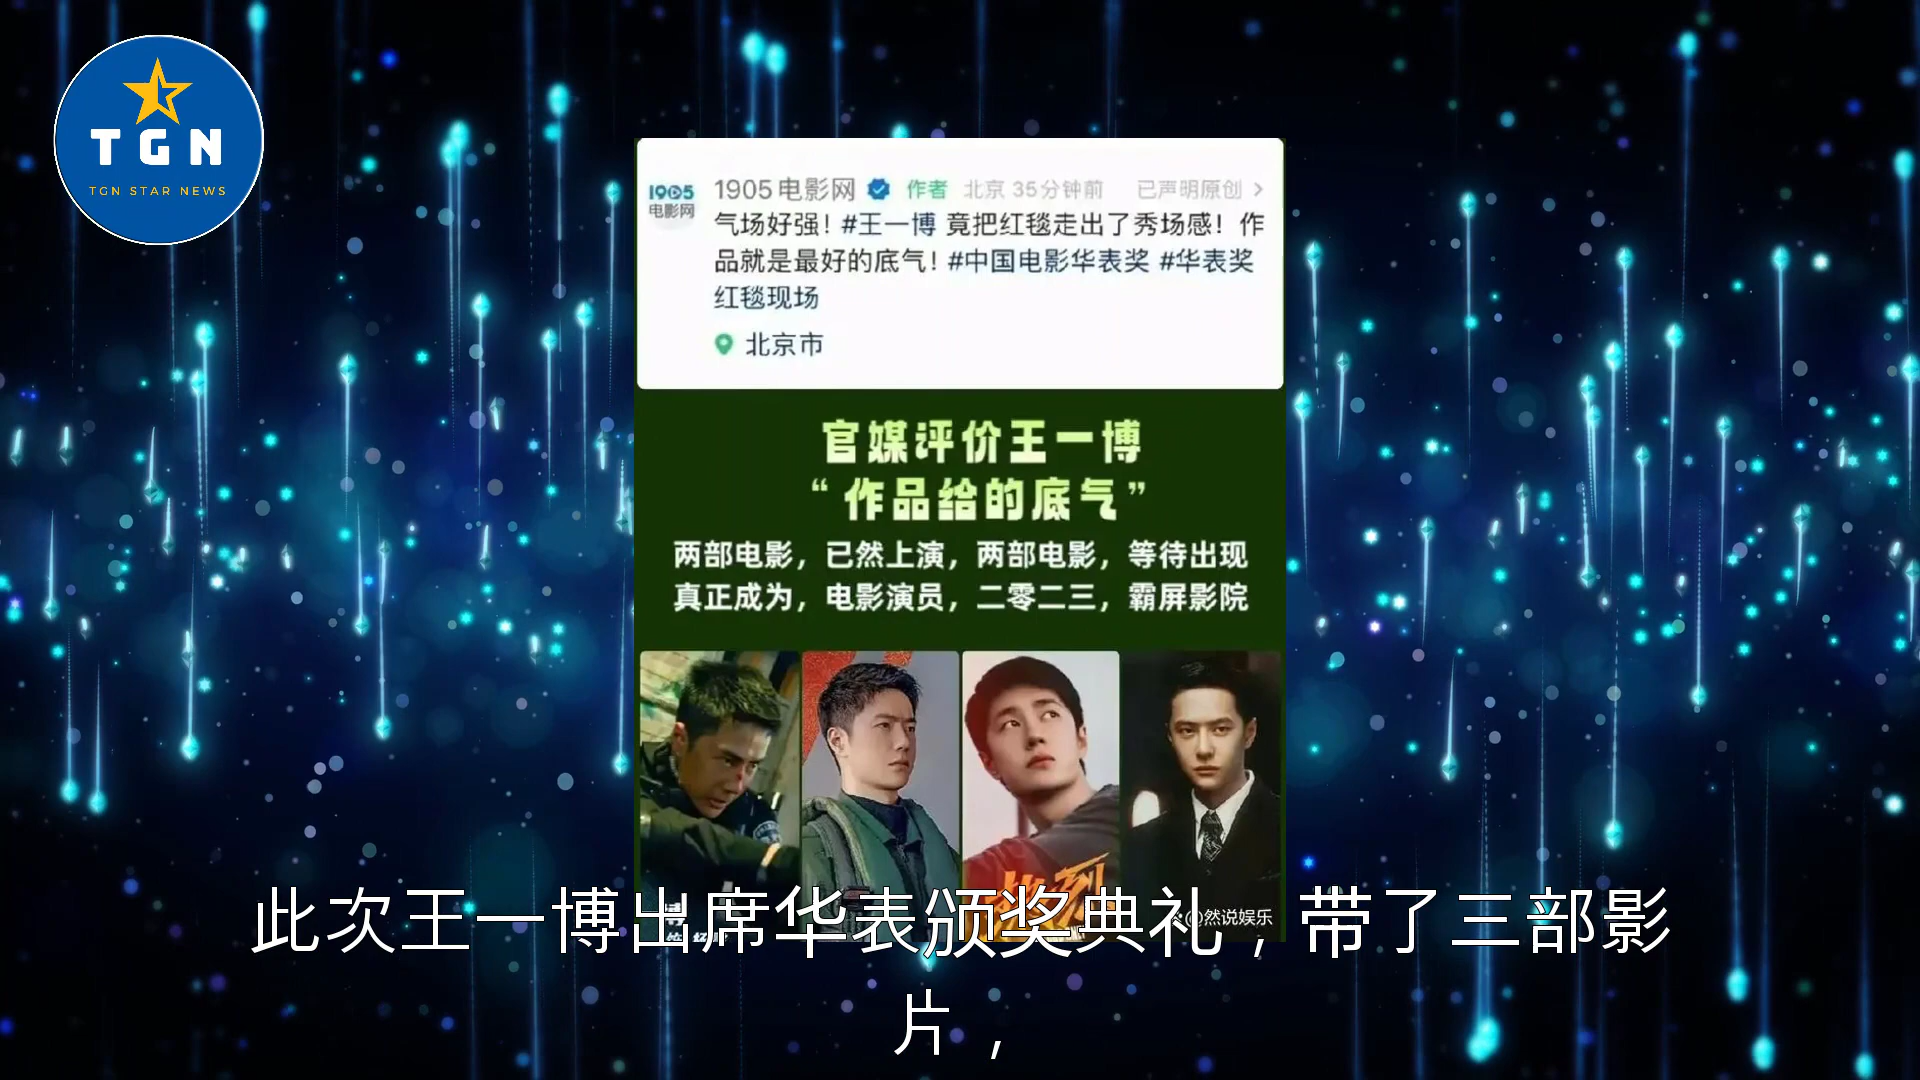 TGN
TGN STAR NEWS
1905
电影网
1905电影网 作者 北京 35分钟前 已声明原创 >
气场好强！#王一博 竟把红毯走出了秀场感！作
品就是最好的底气！#中国电影华表奖 #华表奖
红毯现场
北京市
官媒评价王一博
“作品给的底气”
两部电影，已然上演，两部电影，等待出现
真正成为，电影演员，二零二三，霸屏影院
@然说娱乐
此次王一博出席华表颁奖典礼，带了三部影
片，